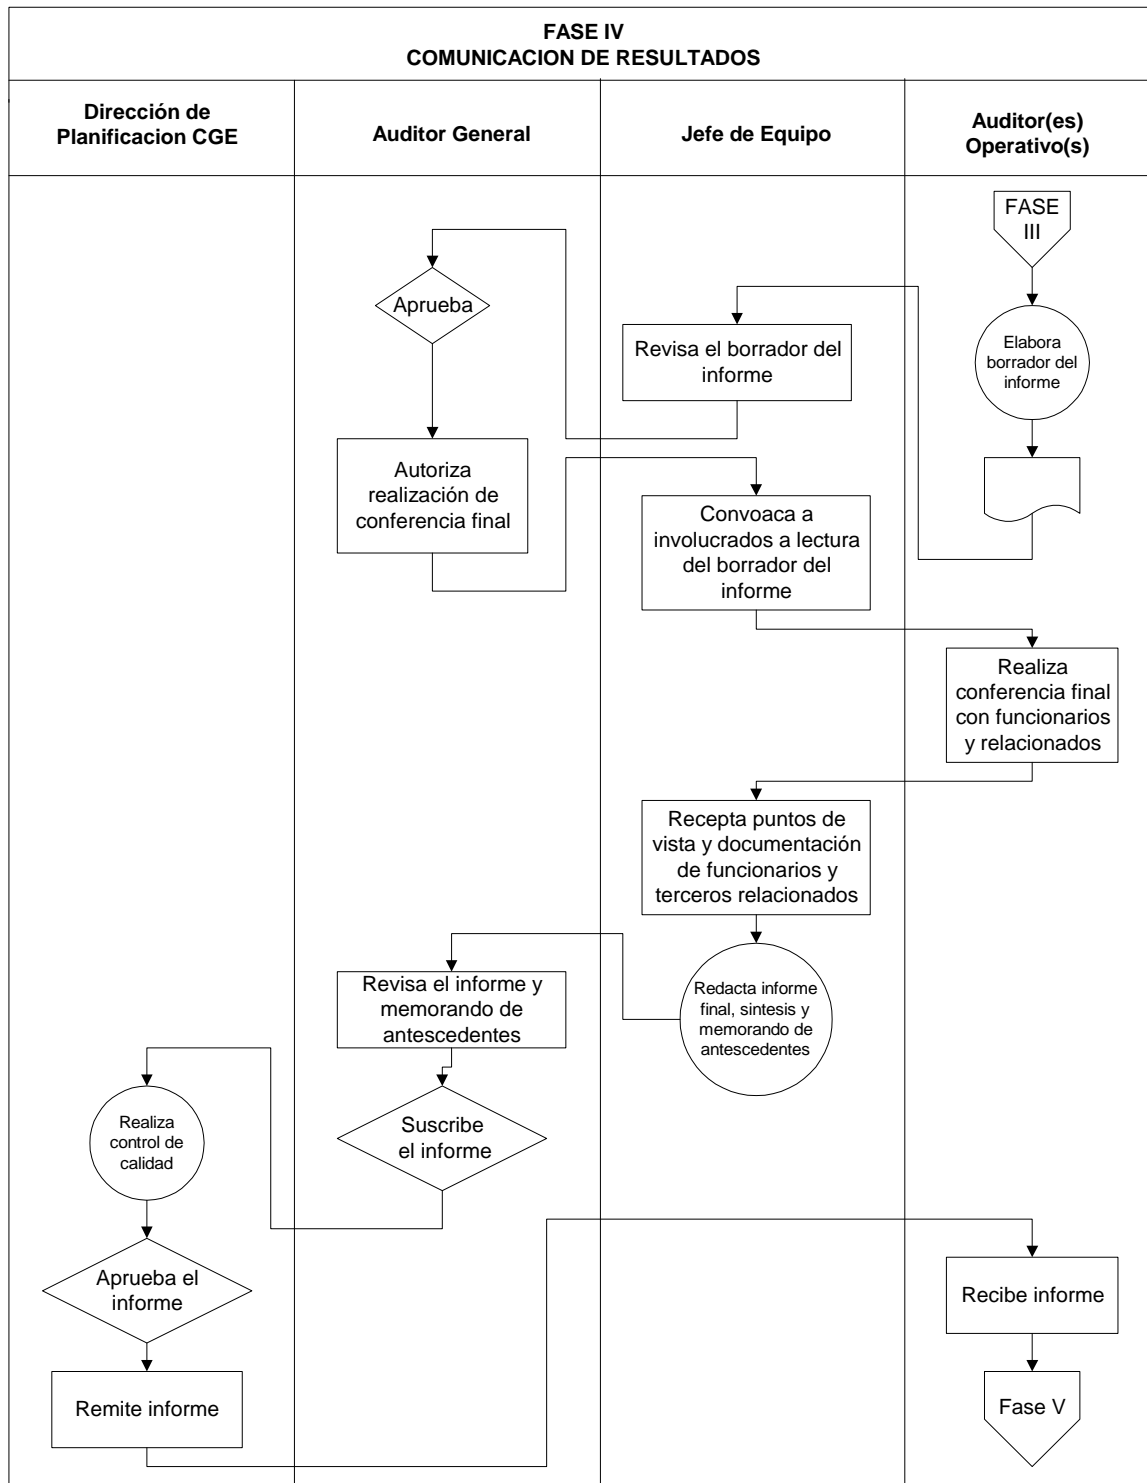 FASE IV
COMUNICACION DE RESULTADOS
Dirección de
Planificacion CGE
Auditor General
Jefe de Equipo
Auditor(es)
Operativo(s)
FASE
III
Aprueba
Revisa el borrador del
informe
Elabora
borrador del
informe
Autoriza
realización de
conferencia final
Convoaca a
involucrados a lectura
del borrador del
informe
Realiza
conferencia final
con funcionarios
y relacionados
Recepta puntos de
vista y documentación
de funcionarios y
terceros relacionados
Revisa el informe y
memorando de
antescedentes
Redacta informe
final, sintesis y
memorando de
antescedentes
Realiza
control de
calidad
Suscribe
el informe
Aprueba el
informe
Recibe informe
Remite informe
Fase V